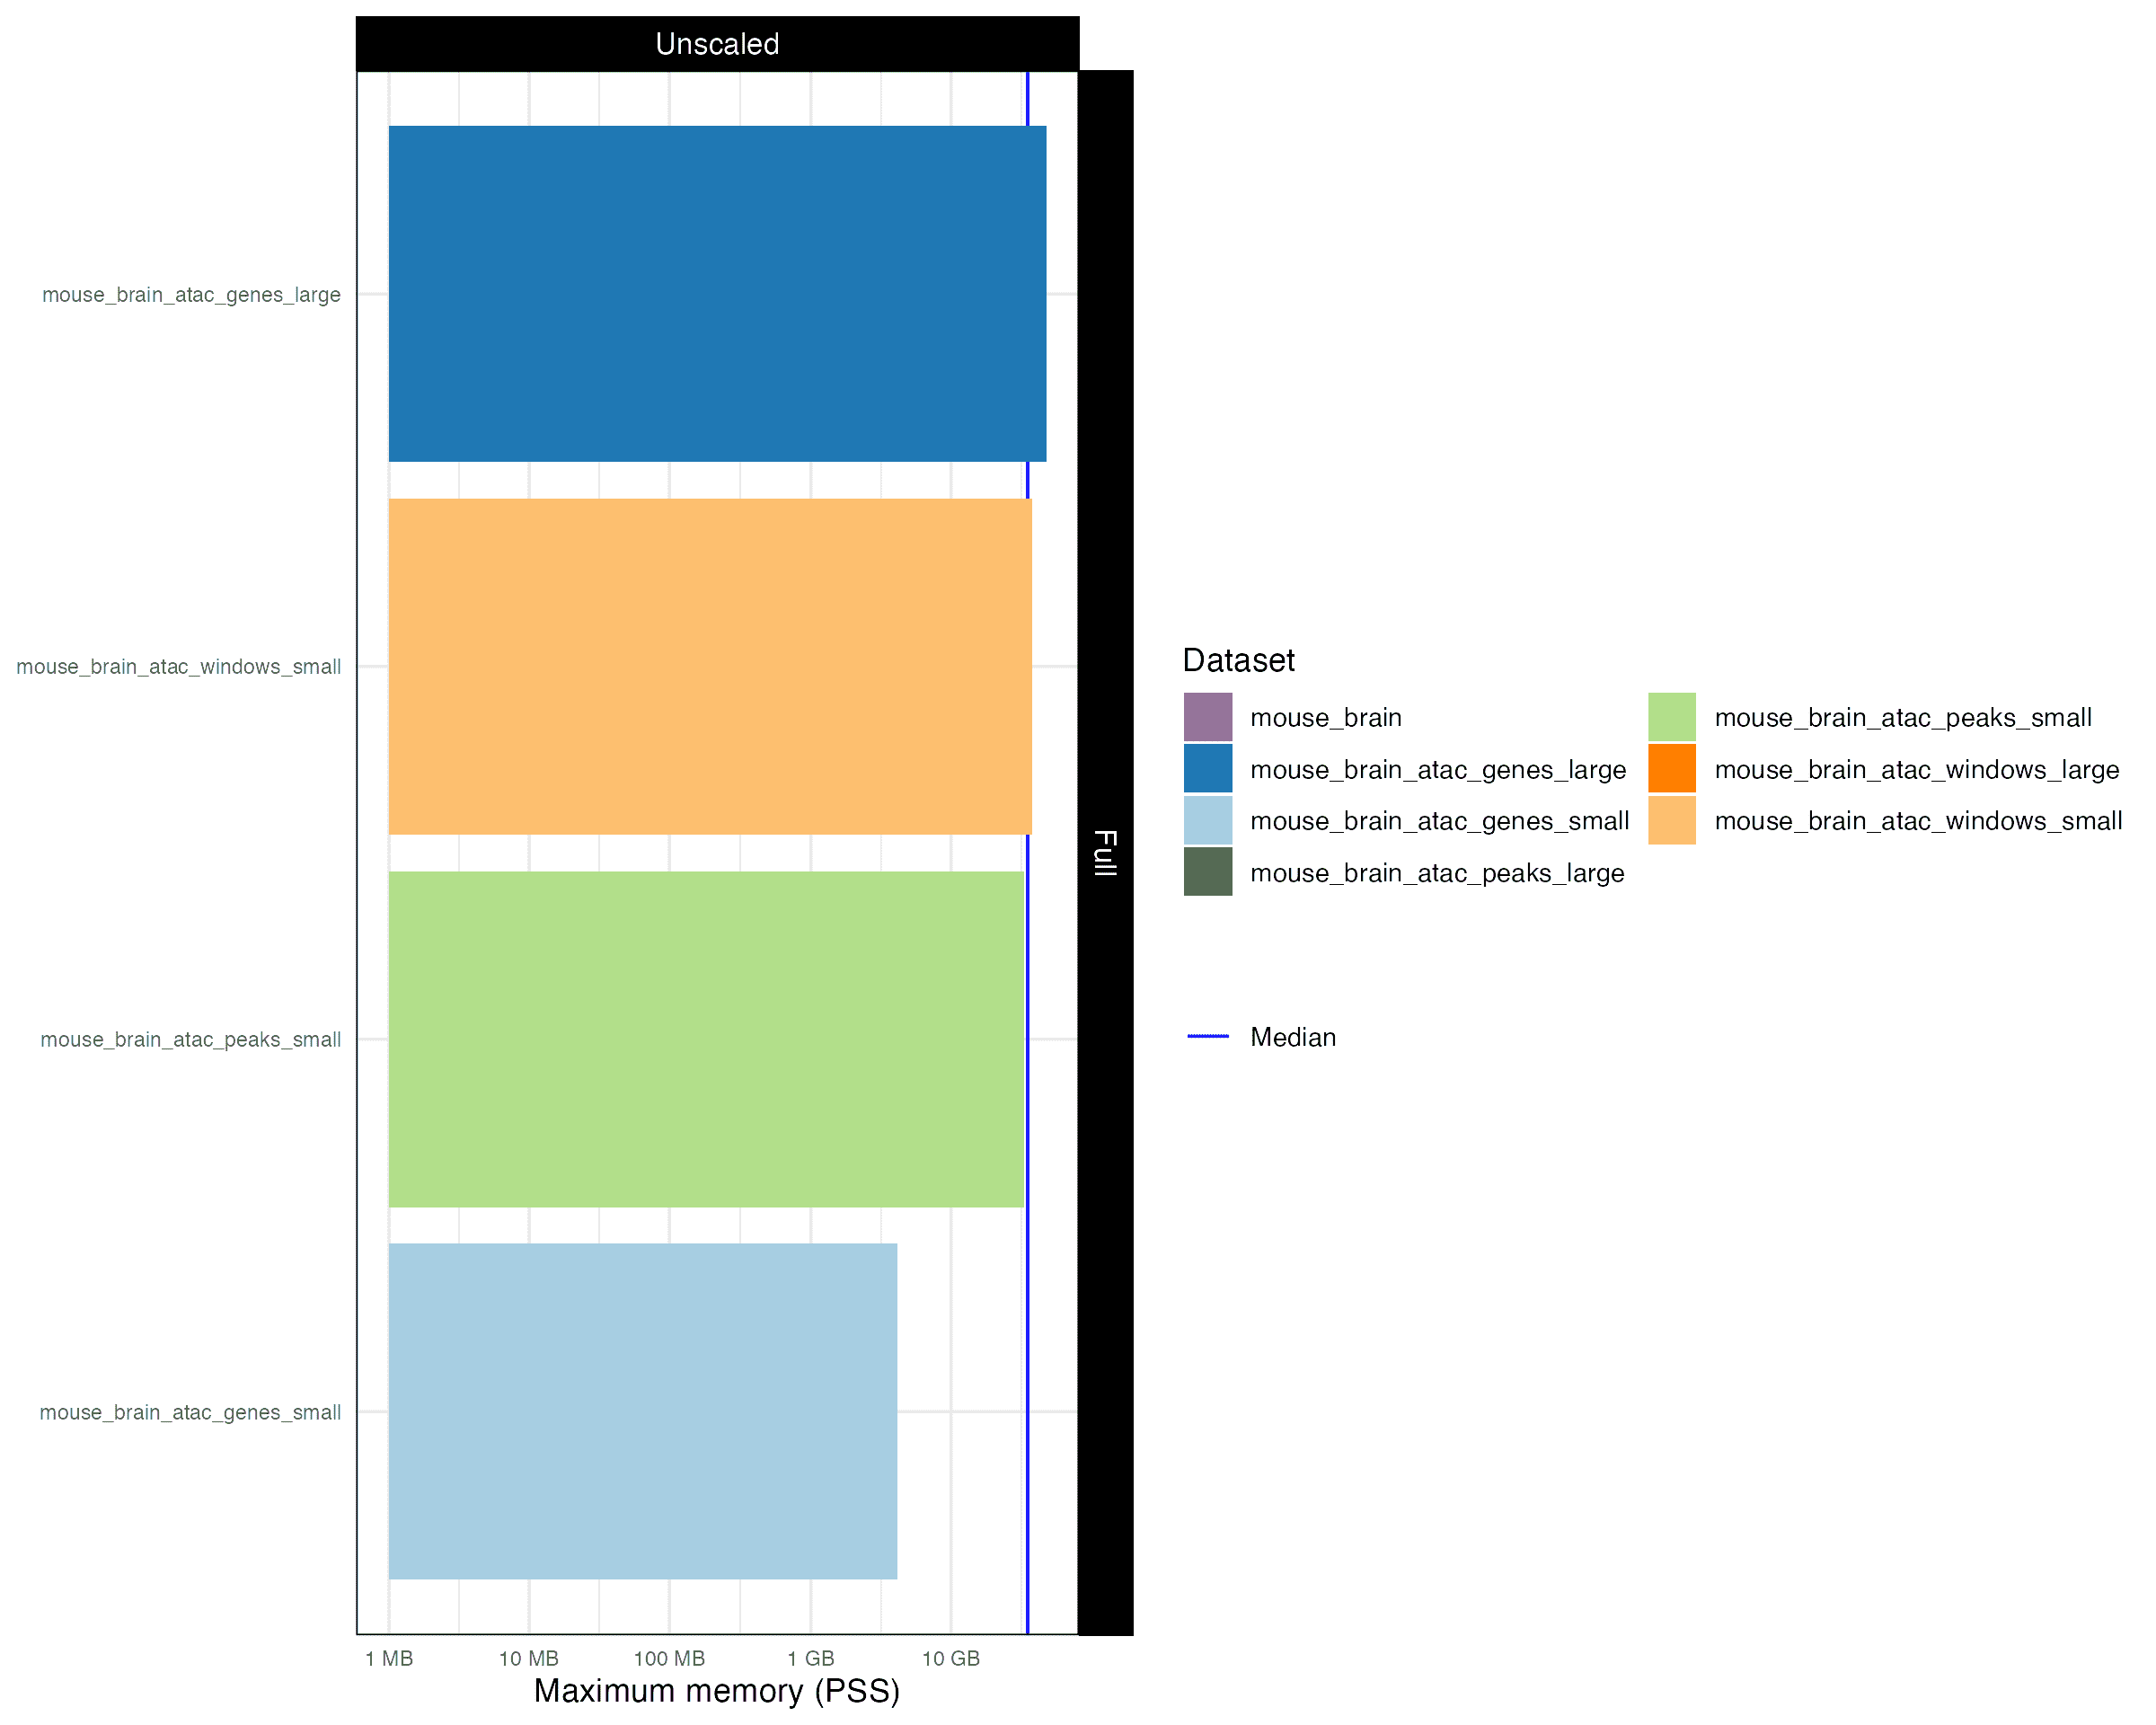 Unscaled
mouse_brain_atac_genes_large
mouse_brain_atac_windows_small
mouse_brain_atac_peaks_small
mouse_brain_atac_genes_small
1 MB
10 MB
100 MB
1 GB
10 GB
Maximum memory (PSS)
Full
Dataset
mouse_brain
mouse_brain_atac_genes_large
mouse_brain_atac_genes_small
mouse_brain_atac_peaks_large
mouse_brain_atac_peaks_small
mouse_brain_atac_windows_large
mouse_brain_atac_windows_small
Median